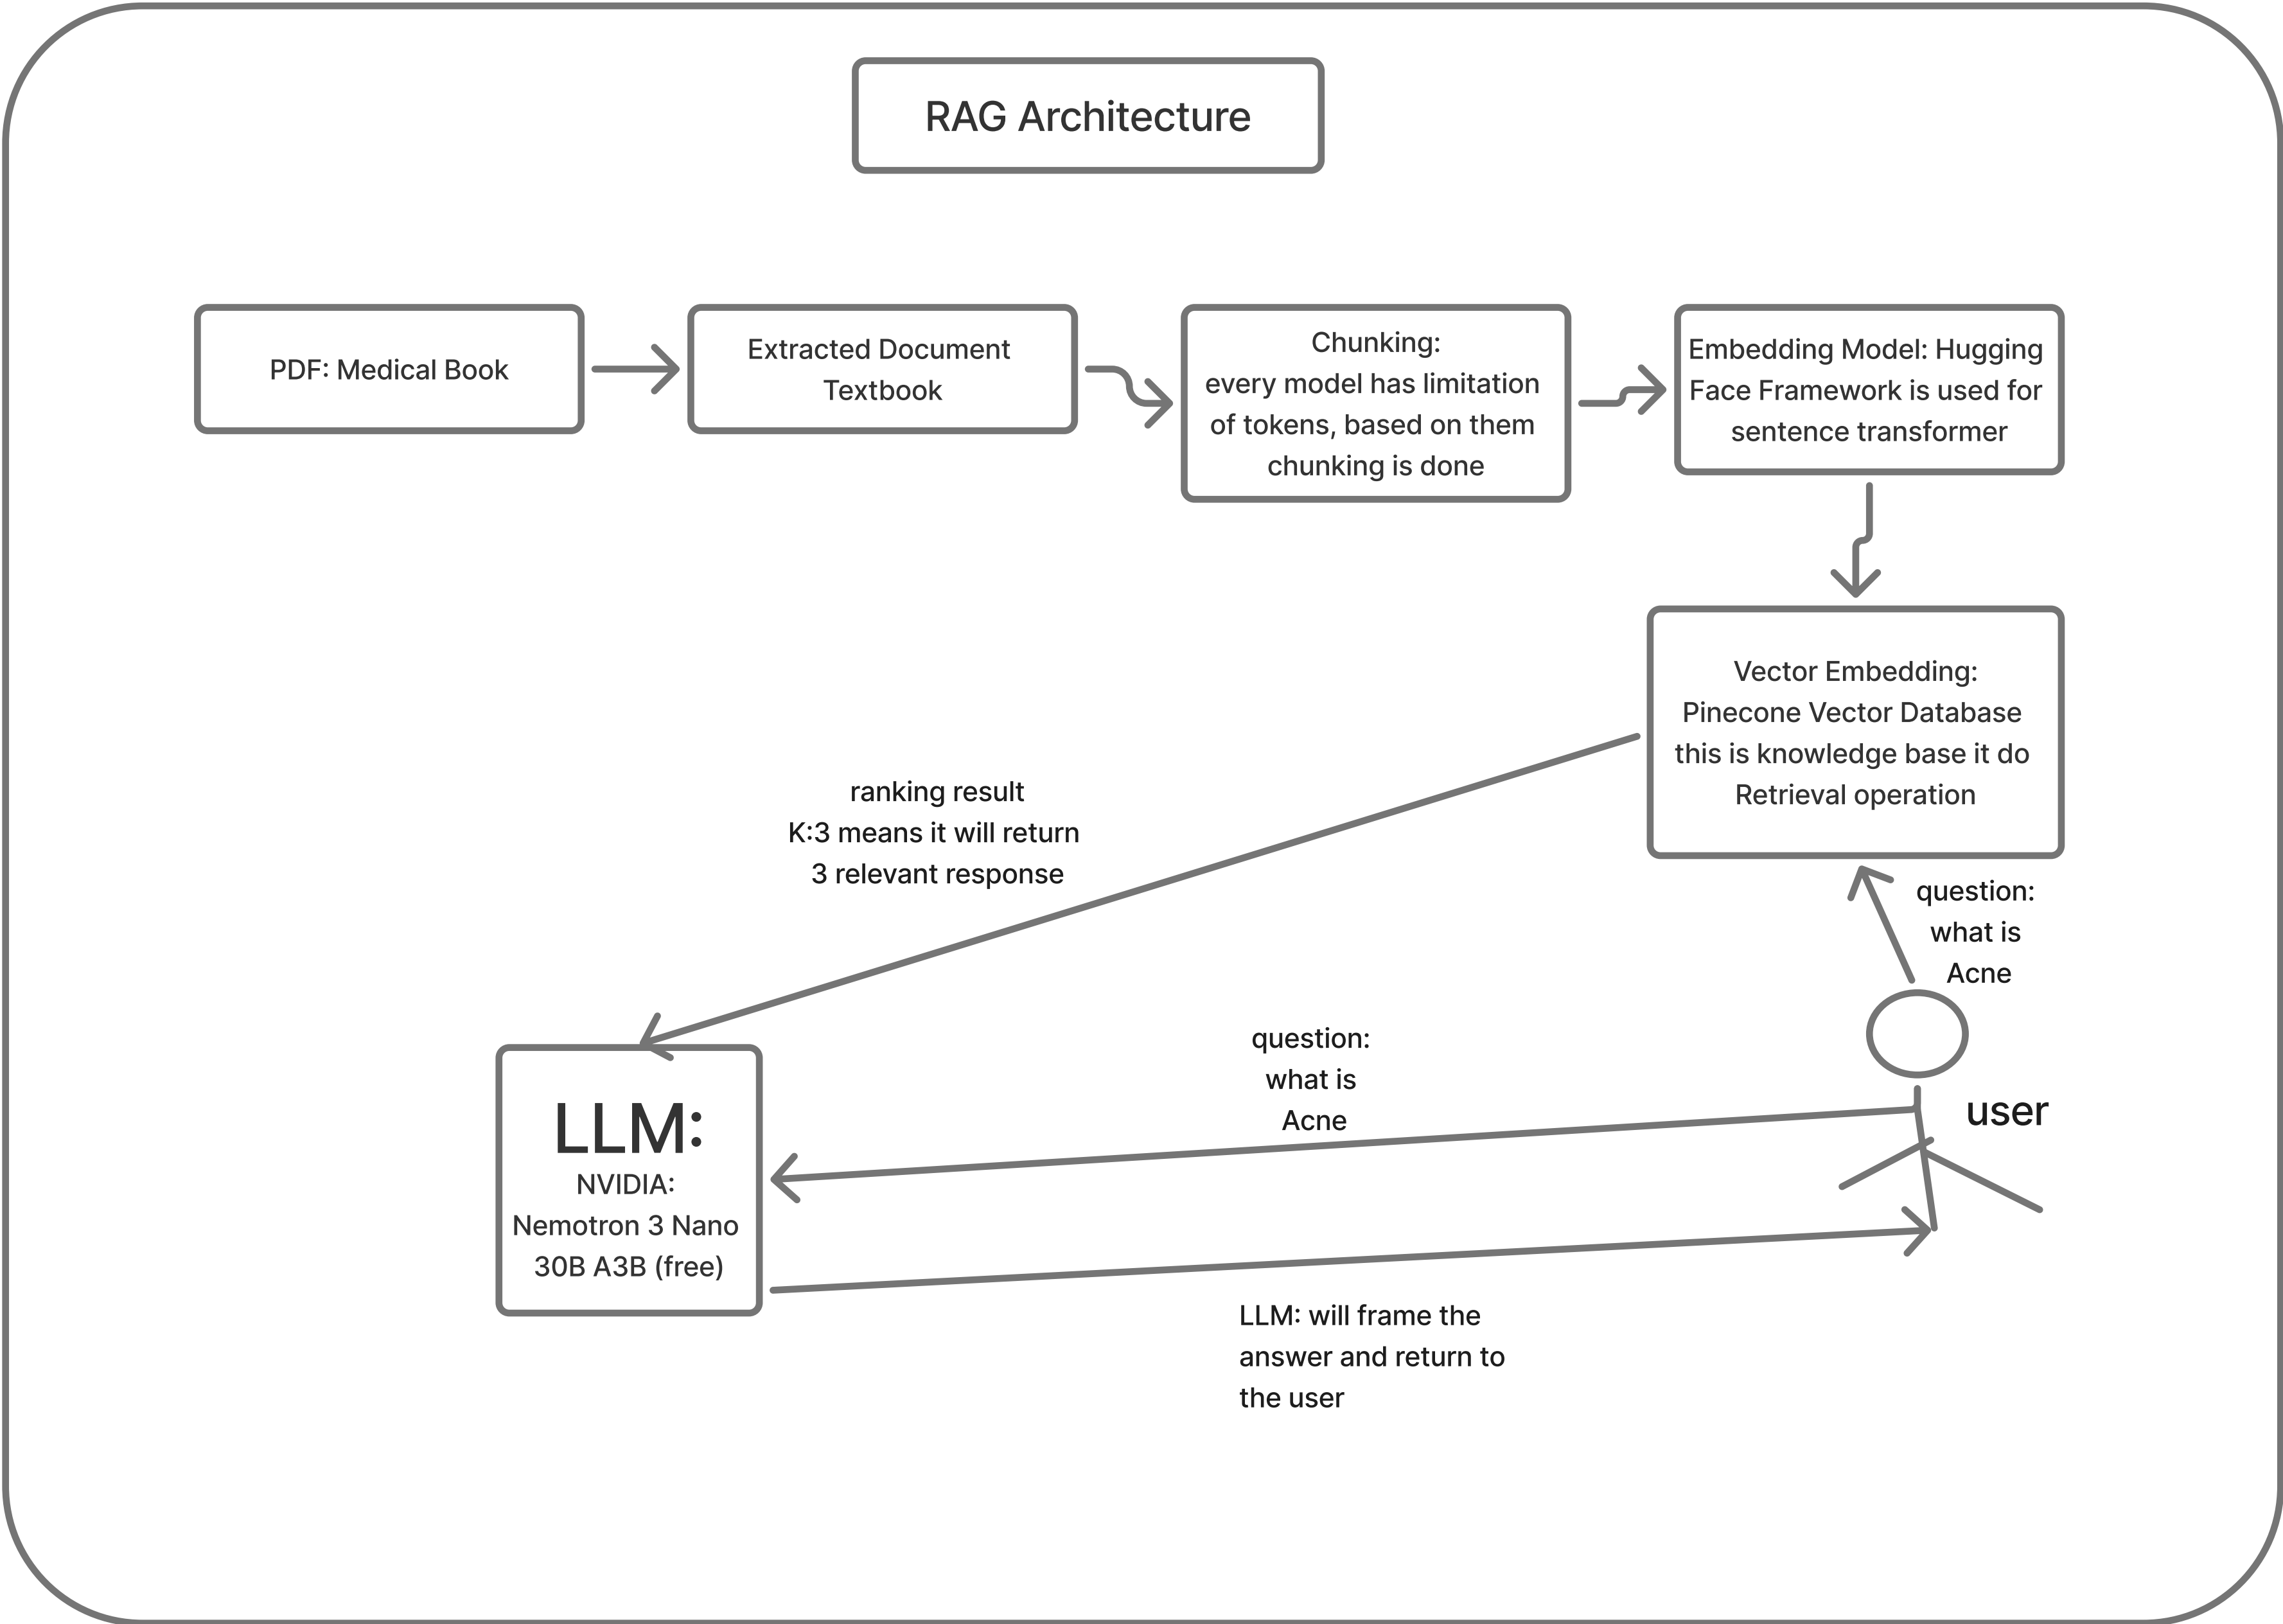 RAG Architecture
PDF: Medical Book
Extracted Document
Textbook
Chunking:
every model has limitation
of tokens, based on them
chunking is done
Embedding Model: Hugging
Face Framework is used for
sentence transformer
Vector Embedding:
Pinecone Vector Database
this is knowledge base it do
Retrieval operation
ranking result
K:3 means it will return
3 relevant response
question:
what is
Acne
question:
what is
Acne
user
LLM:
NVIDIA:
Nemotron 3 Nano
30B A3B (free)
LLM: will frame the
answer and return to
the user